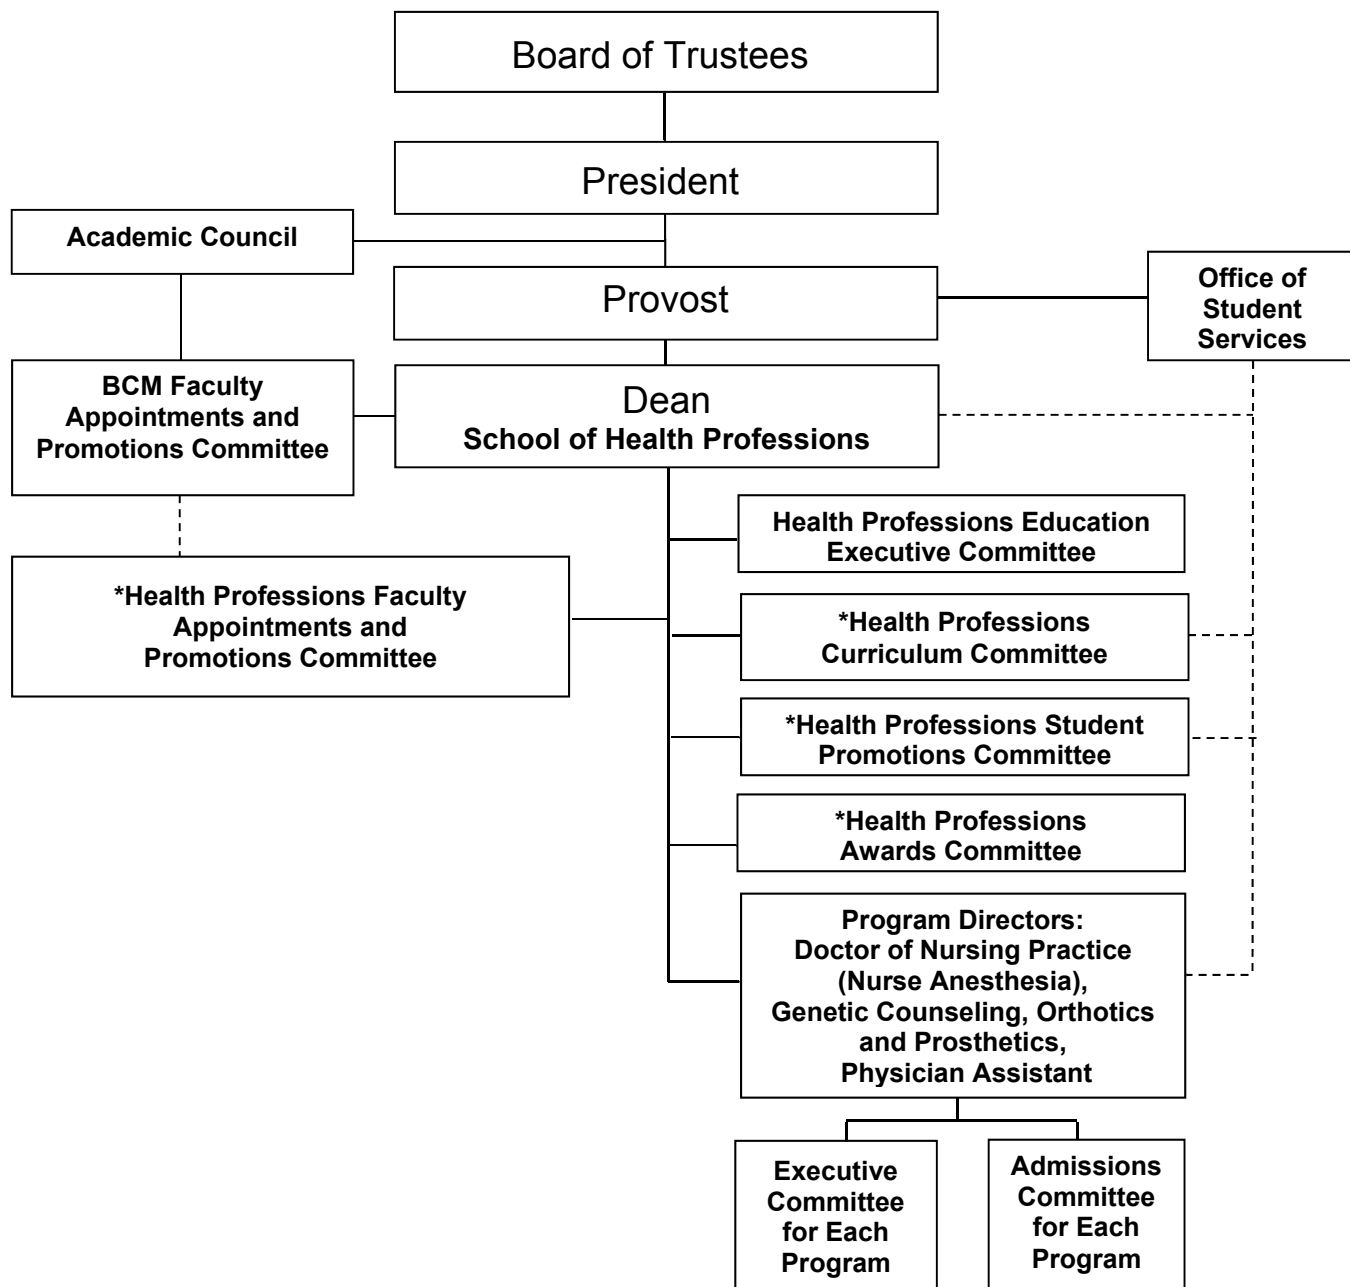 Board of Trustees
President
Academic Council
Provost
Office of
Student
Services
BCM Faculty
Appointments and
Promotions Committee
Dean
School of Health Professions
Health Professions Education
Executive Committee
*Health Professions Faculty
Appointments and
Promotions Committee
*Health Professions
Curriculum Committee
*Health Professions Student
Promotions Committee
*Health Professions
Awards Committee
Program Directors:
Doctor of Nursing Practice
(Nurse Anesthesia),
Genetic Counseling, Orthotics
and Prosthetics,
Physician Assistant
Executive
Committee
for Each
Program
Admissions
Committee
for Each
Program